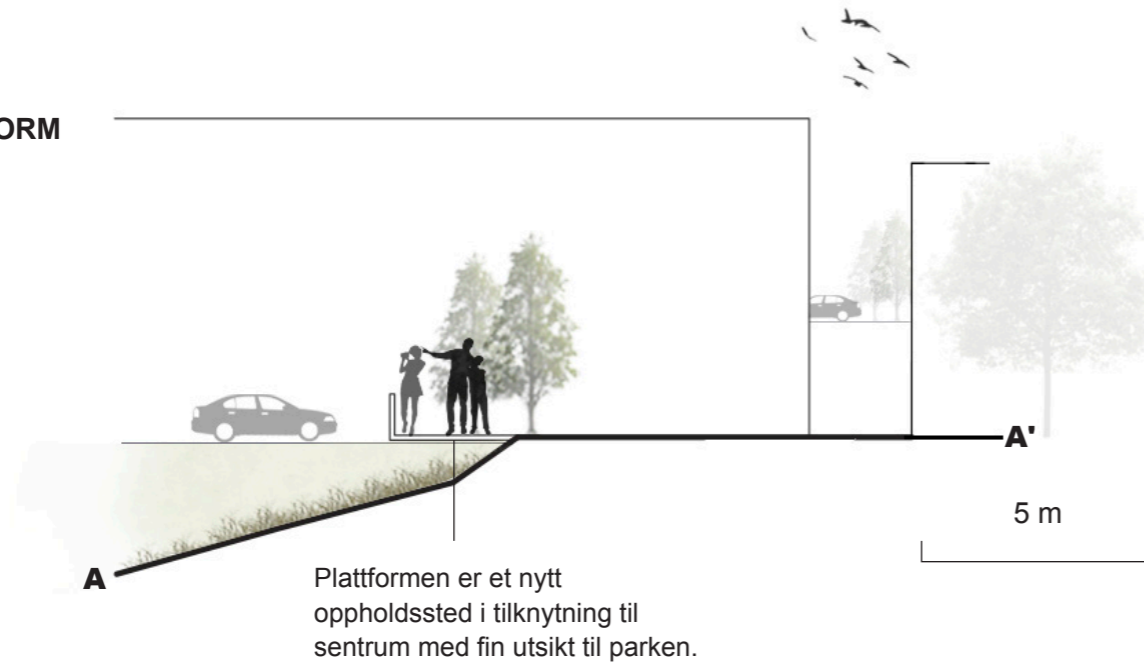 ORM
A'
5 m
A
Plattformen er et nytt
oppholdssted i tilknytning til
sentrum med fin utsikt til parken.